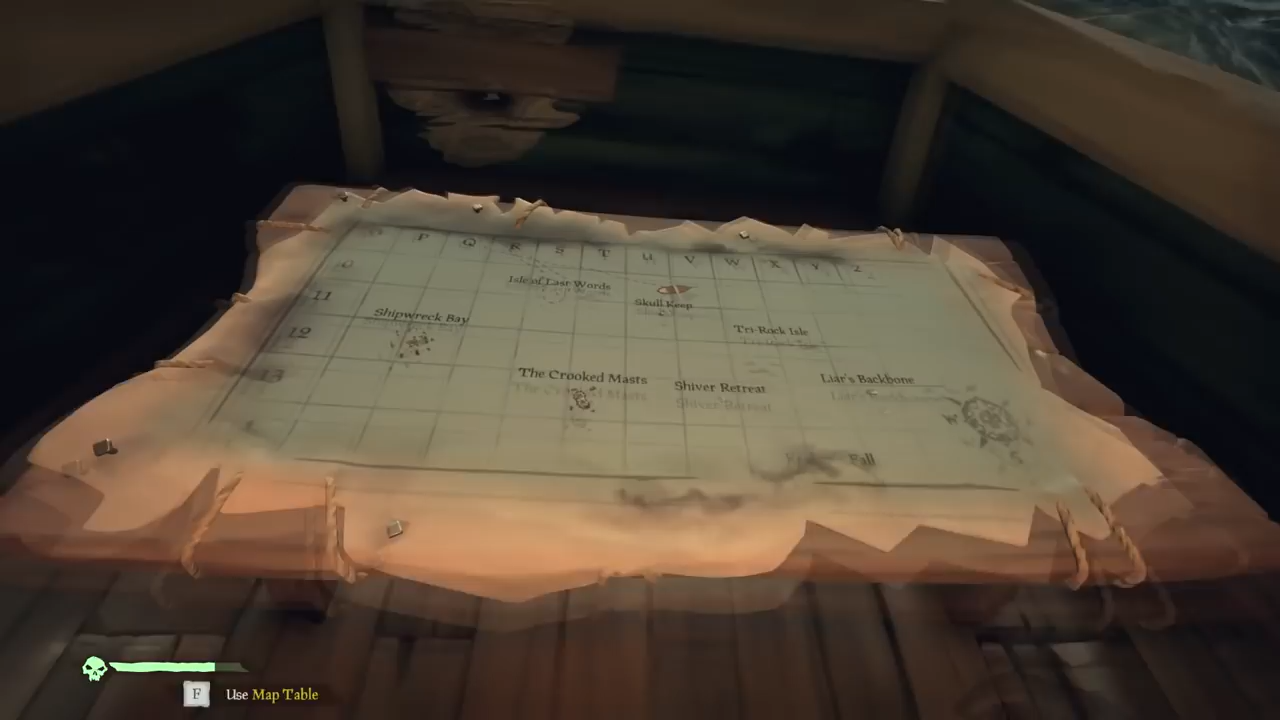 P Q R S T U V W X Y Z
Isle of Last Words
11
Skull Keep
Shipwreck Bay
12
Tri-Rock Isle
13
The Crooked Masts
Shiver Retreat
Liar's Backbone
W
Fall
F Use Map Table